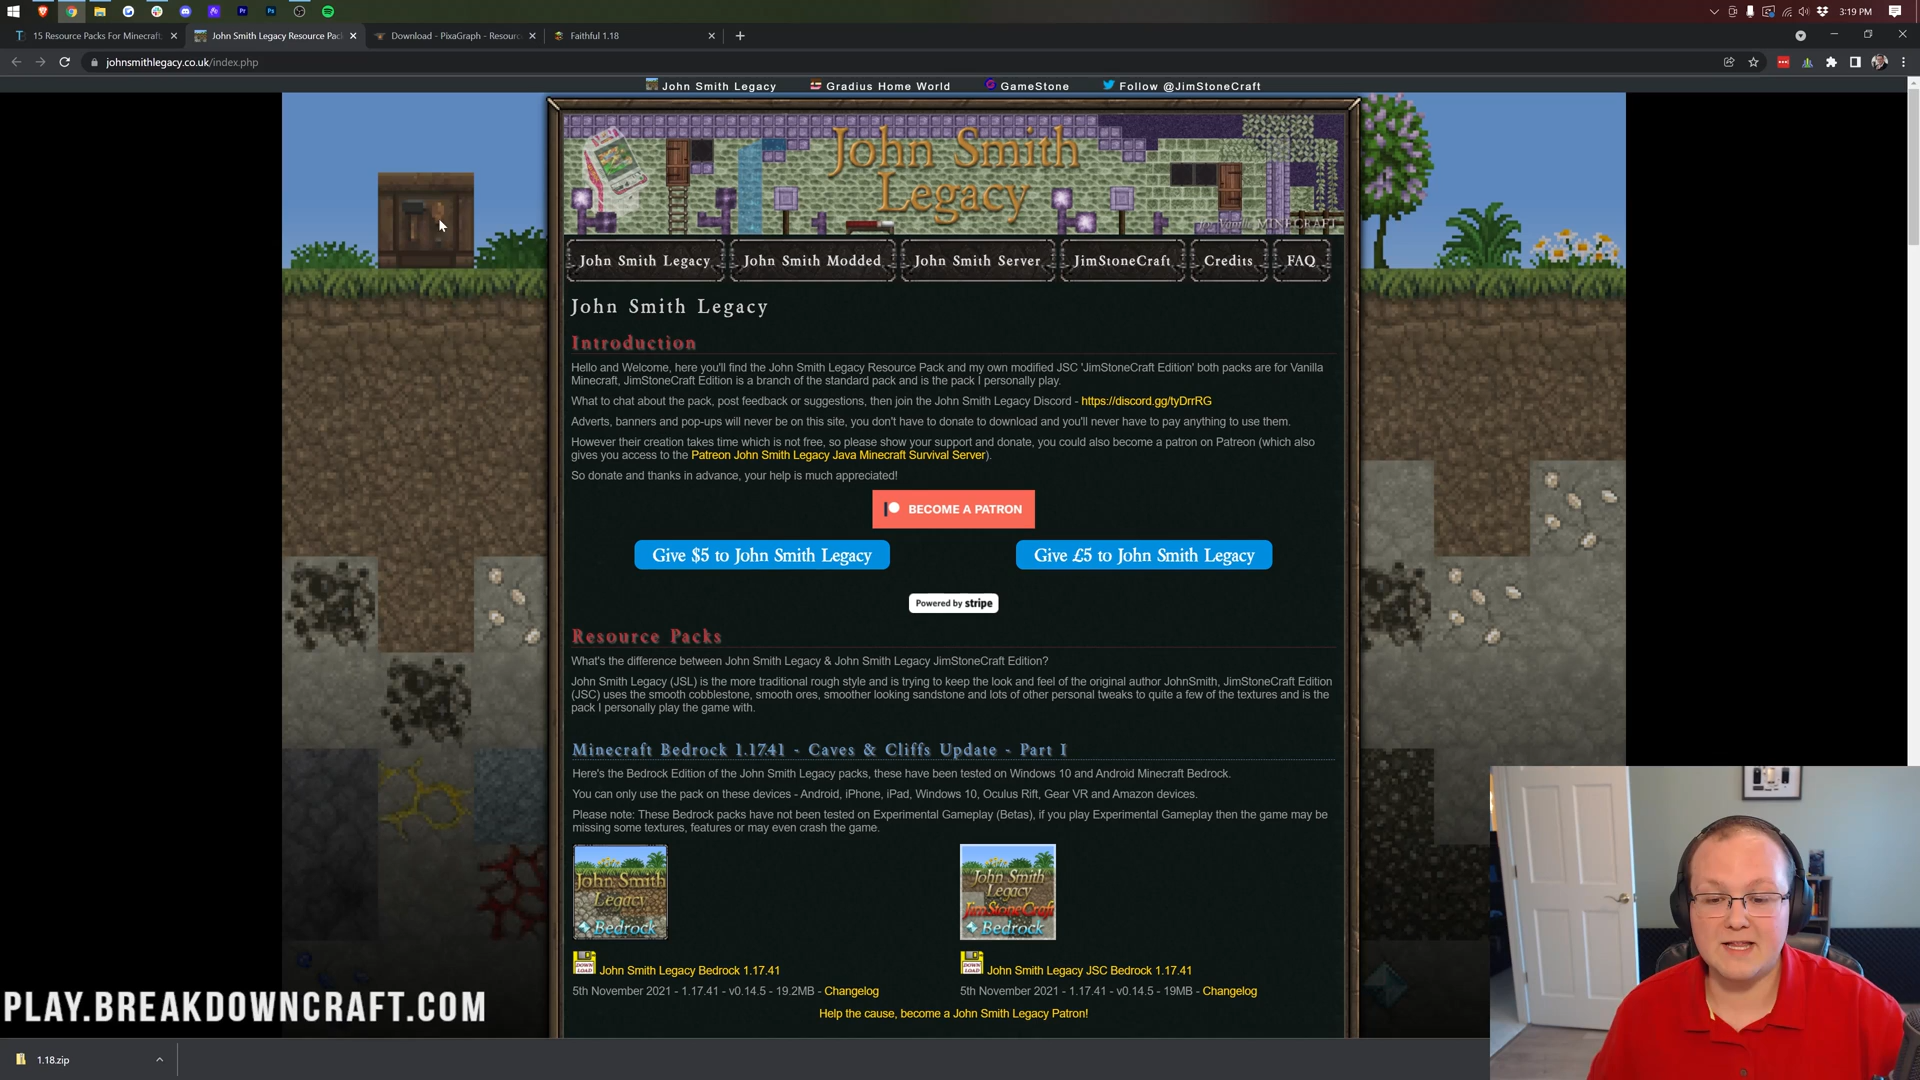 3:19 PM
15 Resource Packs For Minecraft
John Smith Legacy Resource Pac
Download - PixaGraph - Resourc
Faithful 1.18
johnsmithlegacy.co.uk/index.php
John Smith Legacy
Gradius Home World
GameStone
Follow @JimStoneCraft
John Smith
Legacy
for Vanilla MINECRAFT
John Smith Legacy
John Smith Modded
John Smith Server
JimStoneCraft
Credits
FAQ
John Smith Legacy
Introduction
Hello and Welcome, here you'll find the John Smith Legacy Resource Pack and my own modified JSC 'JimStoneCraft Edition' both packs are for Vanilla
Minecraft, JimStoneCraft Edition is a branch of the standard pack and is the pack I personally play.
What to chat about the pack, post feedback or suggestions, then join the John Smith Legacy Discord - https://discord.gg/tyDrrRG
Adverts, banners and pop-ups will never be on this site, you don't have to donate to download and you'll never have to pay anything to use them.
However their creation takes time which is not free, so please show your support and donate, you could also become a patron on Patreon (which also
gives you access to the Patreon John Smith Legacy Java Minecraft Survival Server).
So donate and thanks in advance, your help is much appreciated!
BECOME A PATRON
Give $5 to John Smith Legacy
Give £5 to John Smith Legacy
Powered by stripe
Resource Packs
What's the difference between John Smith Legacy & John Smith Legacy JimStoneCraft Edition?
John Smith Legacy (JSL) is the more traditional rough style and is trying to keep the look and feel of the original author JohnSmith, JimStoneCraft Edition
(JSC) uses the smooth cobblestone, smooth ores, smoother looking sandstone and lots of other personal tweaks to quite a few of the textures and is the
pack I personally play the game with.
Minecraft Bedrock 1.17.41 - Caves & Cliffs Update - Part I
Here's the Bedrock Edition of the John Smith Legacy packs, these have been tested on Windows 10 and Android Minecraft Bedrock.
You can only use the pack on these devices - Android, iPhone, iPad, Windows 10, Oculus Rift, Gear VR and Amazon devices.
Please note: These Bedrock packs have not been tested on Experimental Gameplay (Betas), if you play Experimental Gameplay then the game may be
missing some textures, features or may even crash the game.
John Smith
Legacy
Bedrock
John Smith
Legacy
JimStoneCraft
Bedrock
DOWN
LOAD
John Smith Legacy Bedrock 1.17.41
DOWN
LOAD
John Smith Legacy JSC Bedrock 1.17.41
5th November 2021 - 1.17.41 - v0.14.5 - 19.2MB - Changelog
5th November 2021 - 1.17.41 - v0.14.5 - 19MB - Changelog
Help the cause, become a John Smith Legacy Patron!
PLAY.BREAKDOWNCRAFT.COM
1.18.zip